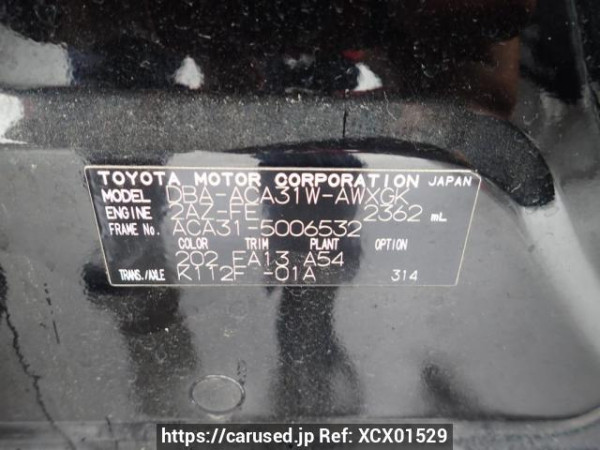 TOYOTA MOTOR CORPORATION JAPAN
MODEL DBA-ACA31W-AWXGK
ENGINE 2AZ-FE 2362 mL
FRAME No. ACA31-5006532
COLOR TRIM PLANT OPTION
202 EA13 A54
TRANS./AXLE K112F -01A 314
https://carused.jp Ref: XCX01529